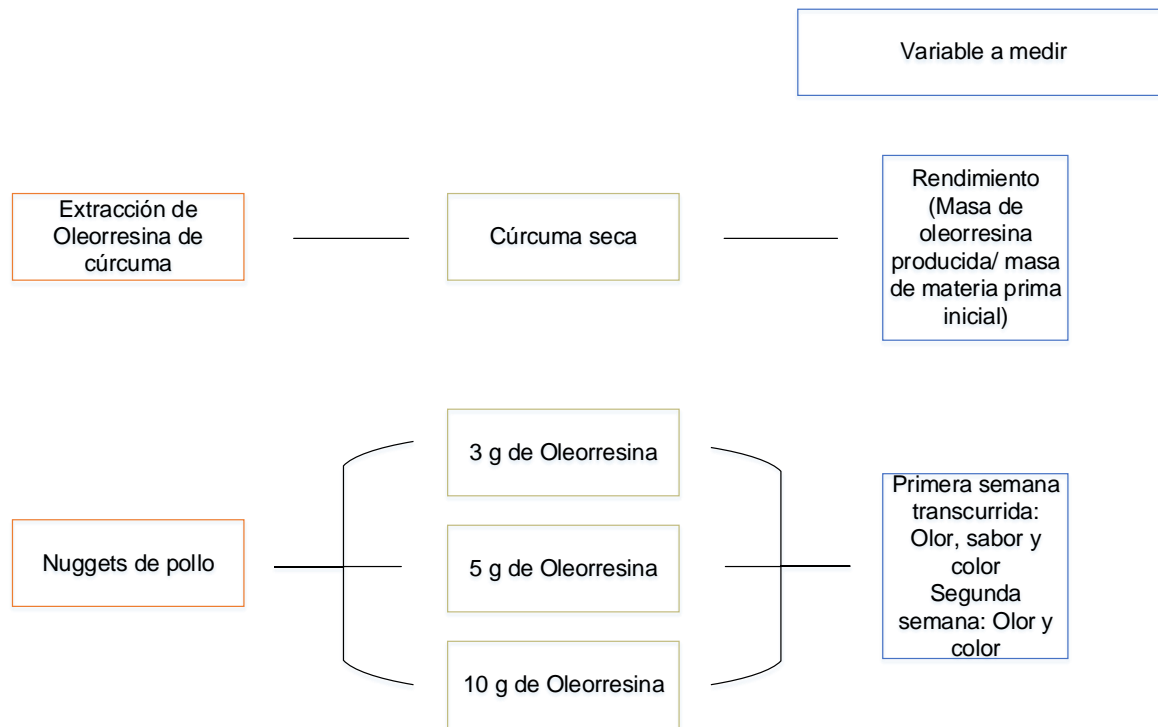 Variable a medir
Extracción de
Oleorresina de
cúrcuma
Cúrcuma seca
Rendimiento
(Masa de
oleorresina
producida/ masa
de materia prima
inicial)
Nuggets de pollo
3 g de Oleorresina
5 g de Oleorresina
10 g de Oleorresina
Primera semana
transcurrida:
Olor, sabor y
color
Segunda
semana: Olor y
color